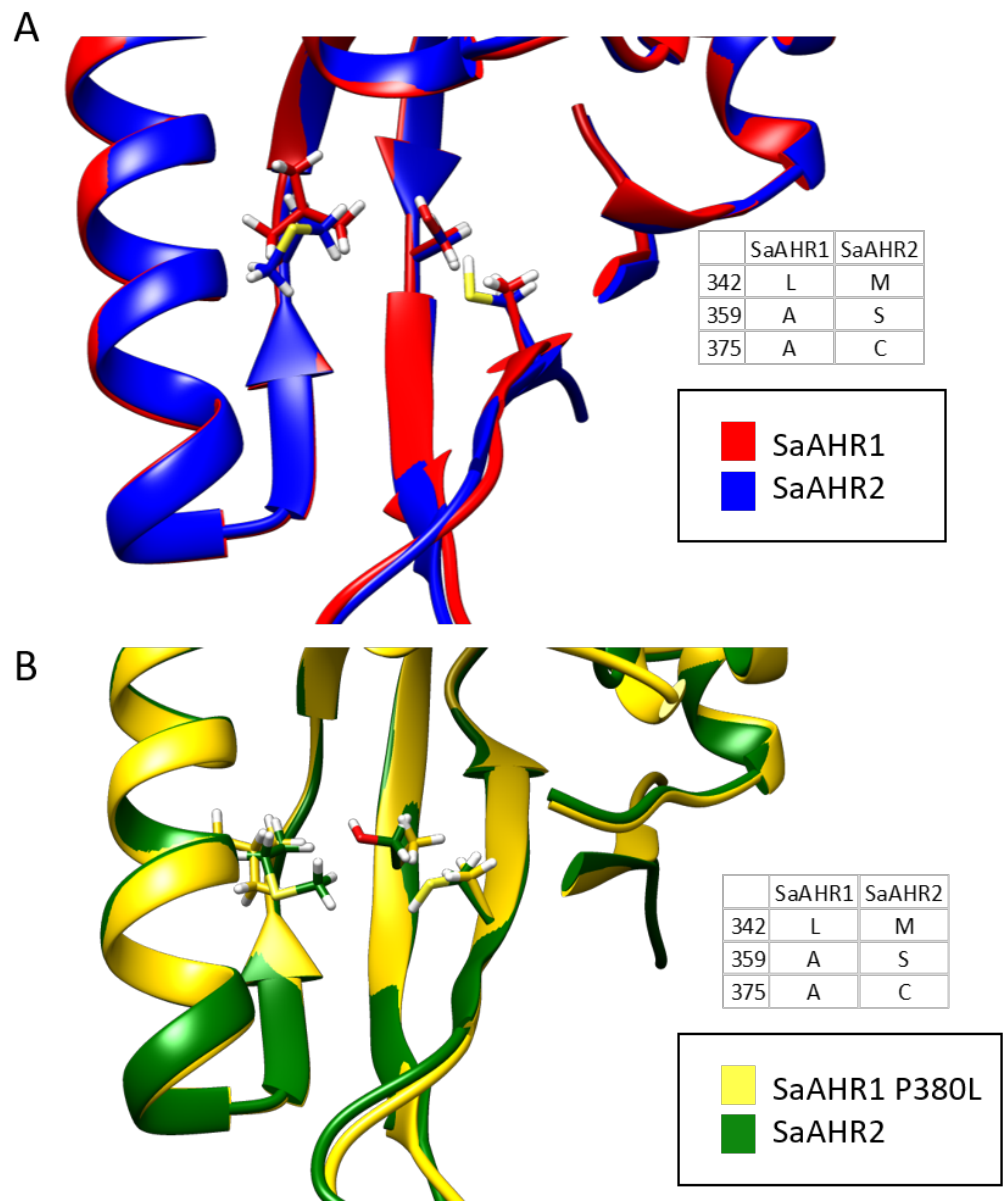 A
SaAHR1 SaAHR2
342 L M
359 A S
375 A C
SaAHR1
SaAHR2
B
SaAHR1 SaAHR2
342 L M
359 A S
375 A C
SaAHR1 P380L
SaAHR2